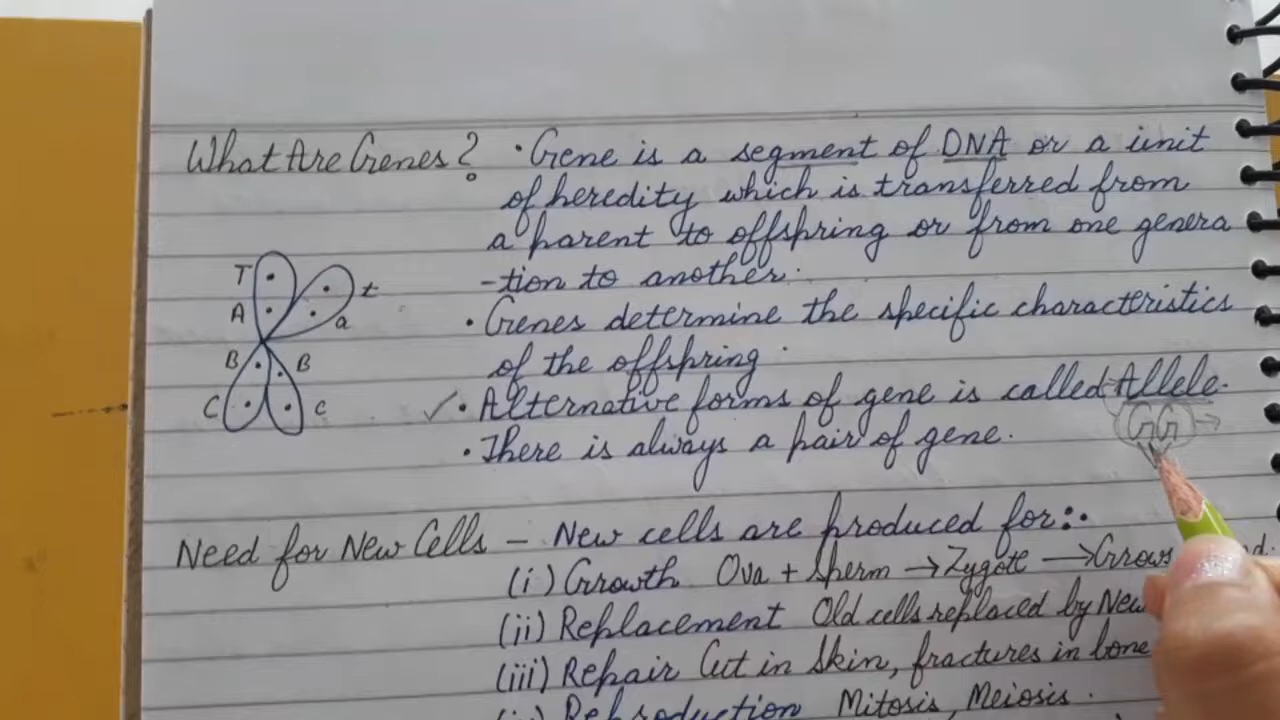 What Are Genes? • Gene is a segment of DNA or a unit
of heredity which is transferred from
a parent to offspring or from one genera
-tion to another.
T
t
A
a
• Genes determine the specific characteristics
of the offspring.
B B
C c
✓• Alternative forms of gene is called Allele.
GG →
• There is always a pair of gene.
Need for New Cells – New cells are produced for:.
(i) Growth Ova + Sperm → Zygote → Grows
(ii) Replacement Old cells replaced by New
(iii) Repair Cut in Skin, fractures in bone
Reproduction Mitosis, Meiosis.